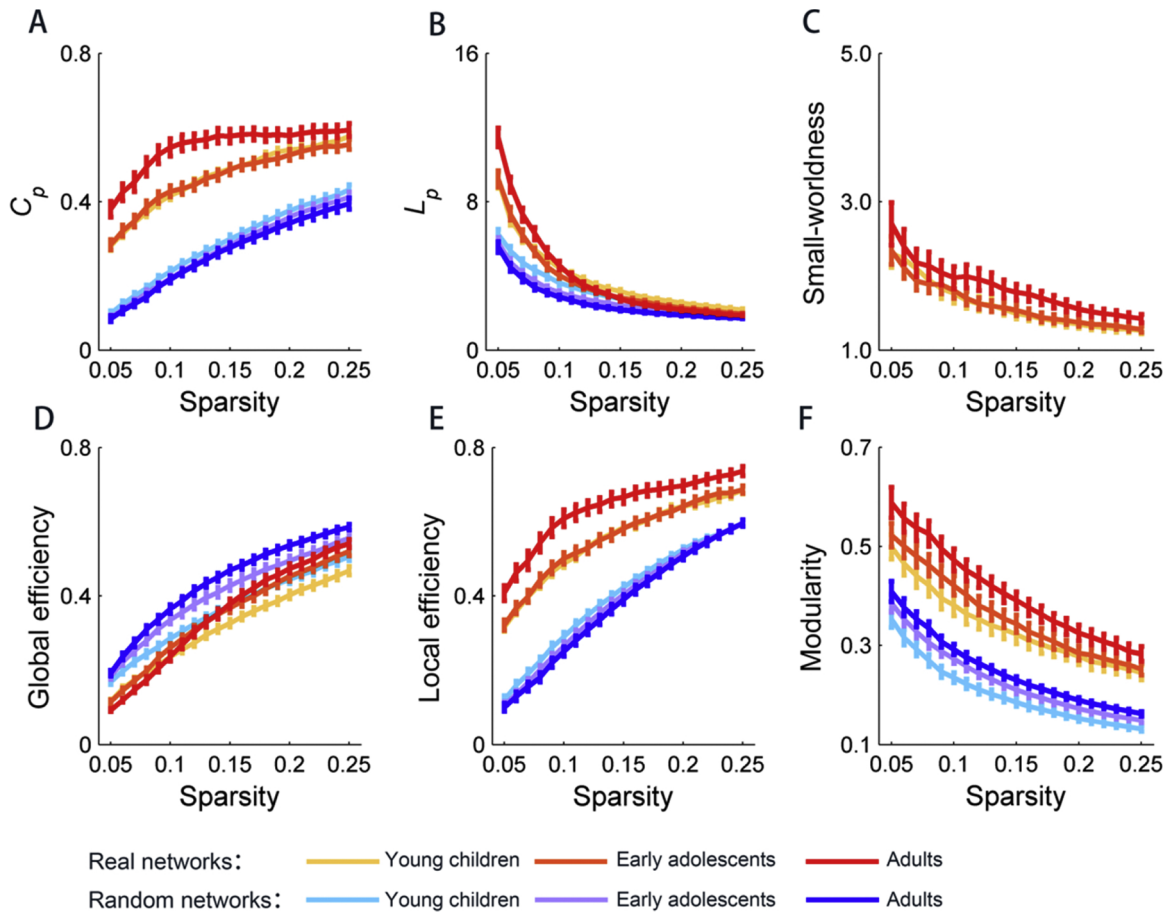 A
B
C
0.8
0.4
0
Cp
0.05 0.1 0.15 0.2 0.25
Sparsity
16
8
0
Lp
0.05 0.1 0.15 0.2 0.25
Sparsity
5.0
3.0
1.0
Small-worldness
0.05 0.1 0.15 0.2 0.25
Sparsity
D
E
F
0.8
0.4
0
Global efficiency
0.05 0.1 0.15 0.2 0.25
Sparsity
0.8
0.4
0
Local efficiency
0.05 0.1 0.15 0.2 0.25
Sparsity
0.7
0.5
0.3
0.1
Modularity
0.05 0.1 0.15 0.2 0.25
Sparsity
Real networks: Young children Early adolescents Adults
Random networks: Young children Early adolescents Adults